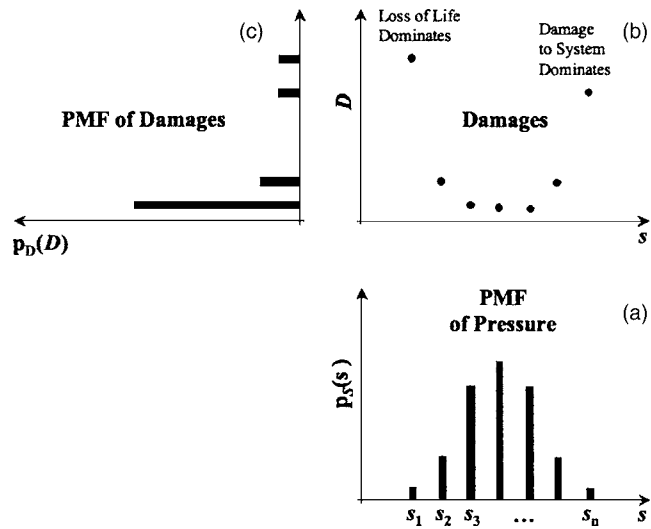 (c)
PMF of Damages
p_D(D)
Loss of Life
Dominates
Damage
to System
Dominates
(b)
D
Damages
s
PMF
of Pressure
(a)
p_S(s)
s_1 s_2 s_3 ... s_n s